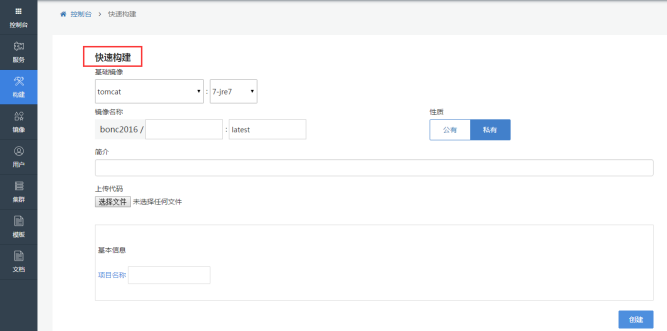 控制台
服务
构建
镜像
用户
集群
模板
文档
控制台 > 快速构建
快速构建
基础镜像
tomcat : 7-jre7
镜像名称
性质
bonc2016 / : latest
公有 私有
简介
上传代码
选择文件 未选择任何文件
基本信息
项目名称
创建